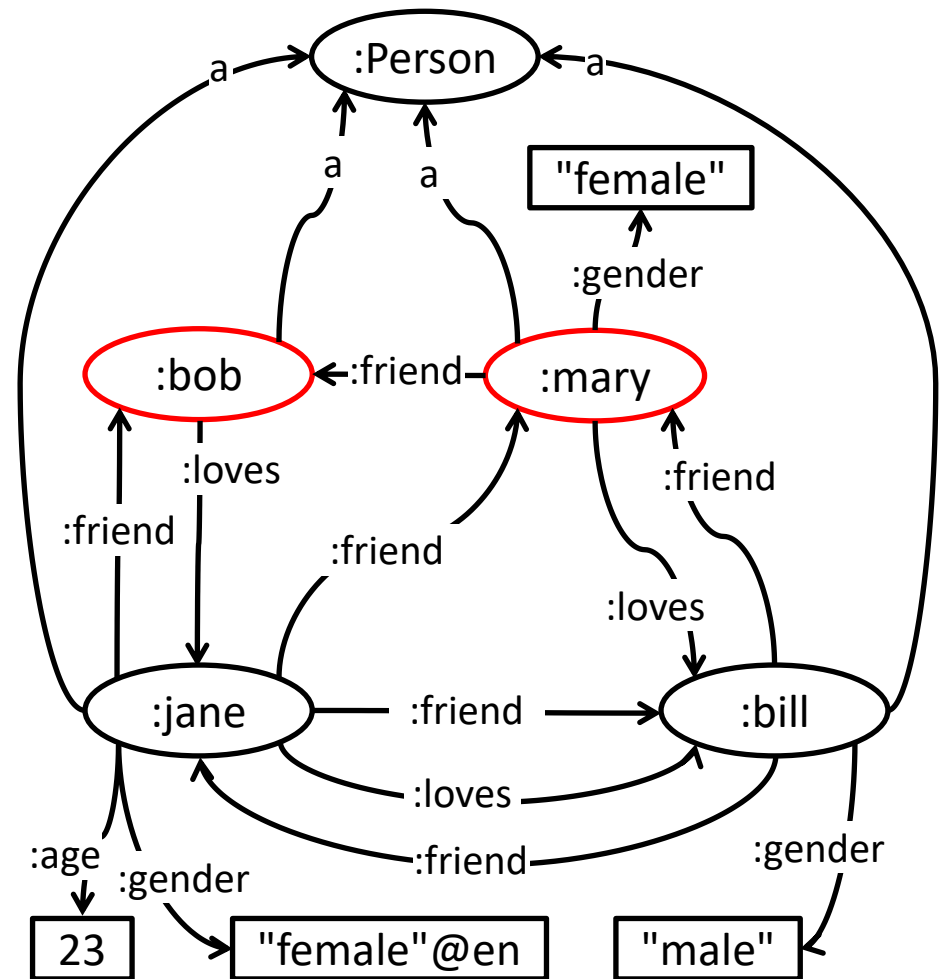 :Person
a
a
a
a
"female"
:gender
:bob
:friend
:mary
:loves
:friend
:friend
:friend
:loves
:jane
:friend
:bill
:loves
:friend
:age
:gender
:gender
23
"female"@en
"male"